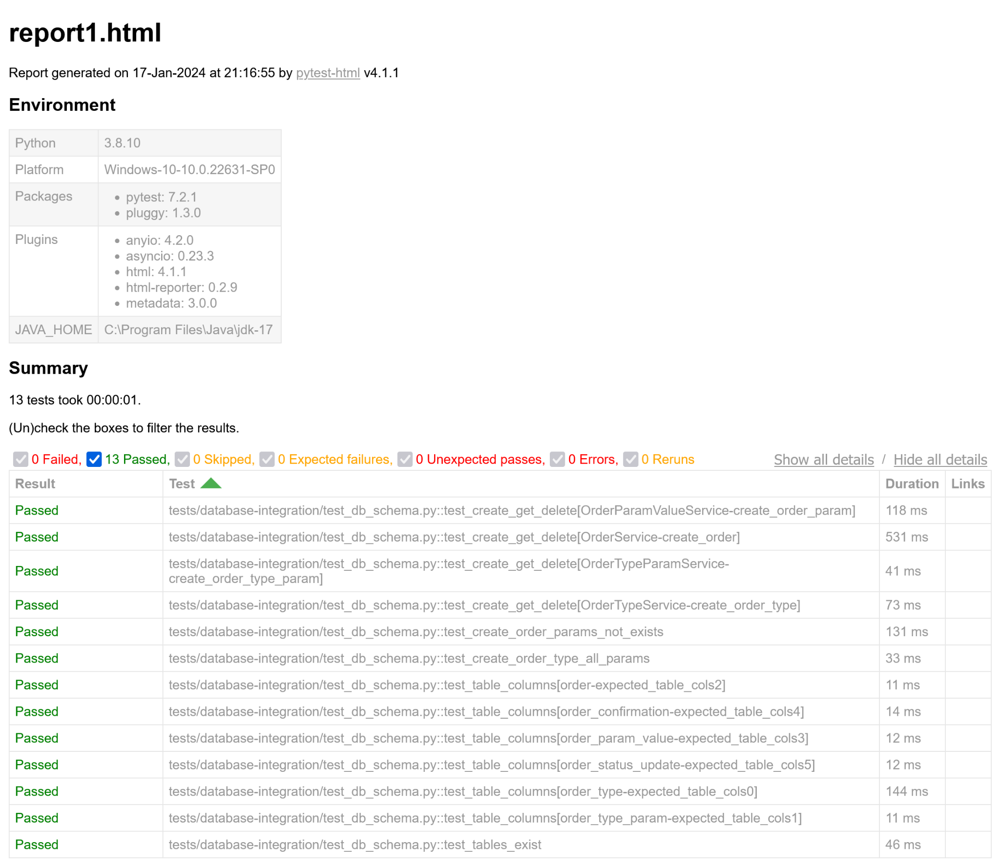 report1.html
Report generated on 17-Jan-2024 at 21:16:55 by pytest-html v4.1.1
Environment
Python 3.8.10
Platform Windows-10-10.0.22631-SP0
Packages
pytest: 7.2.1
pluggy: 1.3.0
Plugins
anyio: 4.2.0
asyncio: 0.23.3
html: 4.1.1
html-reporter: 0.2.9
metadata: 3.0.0
JAVA_HOME C:\Program Files\Java\jdk-17
Summary
13 tests took 00:00:01.
(Un)check the boxes to filter the results.
0 Failed, 13 Passed, 0 Skipped, 0 Expected failures, 0 Unexpected passes, 0 Errors, 0 Reruns Show all details / Hide all details
Result Test Duration Links
Passed tests/database-integration/test_db_schema.py::test_create_get_delete[OrderParamValueService-create_order_param] 118 ms
Passed tests/database-integration/test_db_schema.py::test_create_get_delete[OrderService-create_order] 531 ms
Passed tests/database-integration/test_db_schema.py::test_create_get_delete[OrderTypeParamService-
create_order_type_param] 41 ms
Passed tests/database-integration/test_db_schema.py::test_create_get_delete[OrderTypeService-create_order_type] 73 ms
Passed tests/database-integration/test_db_schema.py::test_create_order_params_not_exists 131 ms
Passed tests/database-integration/test_db_schema.py::test_create_order_type_all_params 33 ms
Passed tests/database-integration/test_db_schema.py::test_table_columns[order-expected_table_cols2] 11 ms
Passed tests/database-integration/test_db_schema.py::test_table_columns[order_confirmation-expected_table_cols4] 14 ms
Passed tests/database-integration/test_db_schema.py::test_table_columns[order_param_value-expected_table_cols3] 12 ms
Passed tests/database-integration/test_db_schema.py::test_table_columns[order_status_update-expected_table_cols5] 12 ms
Passed tests/database-integration/test_db_schema.py::test_table_columns[order_type-expected_table_cols0] 144 ms
Passed tests/database-integration/test_db_schema.py::test_table_columns[order_type_param-expected_table_cols1] 11 ms
Passed tests/database-integration/test_db_schema.py::test_tables_exist 46 ms